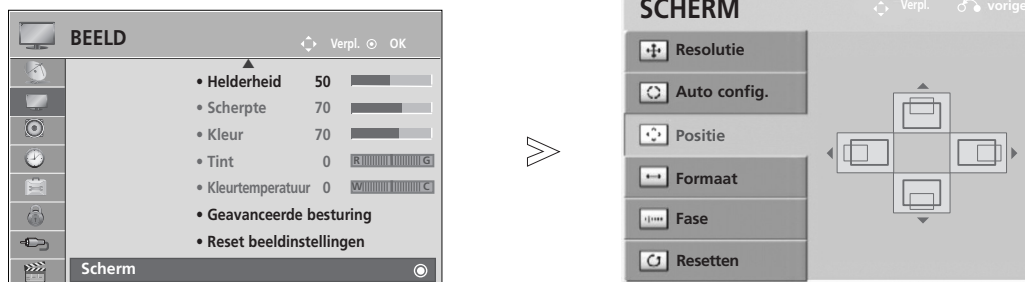 BEELD
Verpl. OK
• Helderheid 50
• Scherpte 70
• Kleur 70
• Tint 0 R G
• Kleurtemperatuur 0 W C
• Geavanceerde besturing
• Reset beeldinstellingen
Scherm
SCHERM
Verpl. vorige
Resolutie
Auto config.
Positie
Formaat
Fase
Resetten